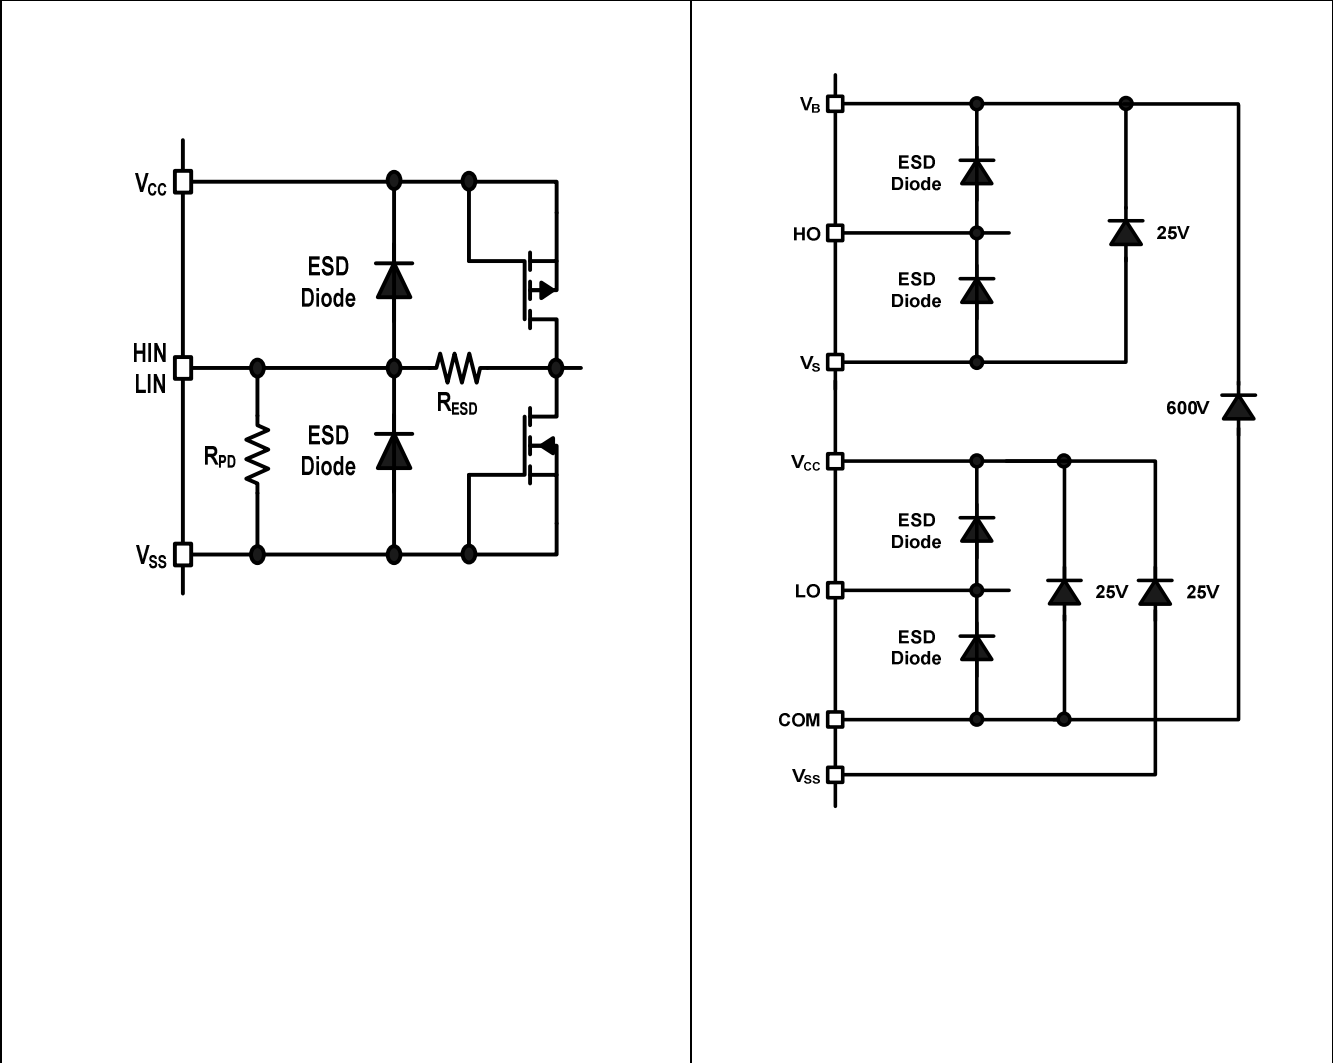 VCC
ESD
Diode
HIN
LIN
RESD
RPD
ESD
Diode
VSS
VB
ESD
Diode
HO
25V
ESD
Diode
VS
600V
VCC
ESD
Diode
LO
25V
25V
ESD
Diode
COM
VSS